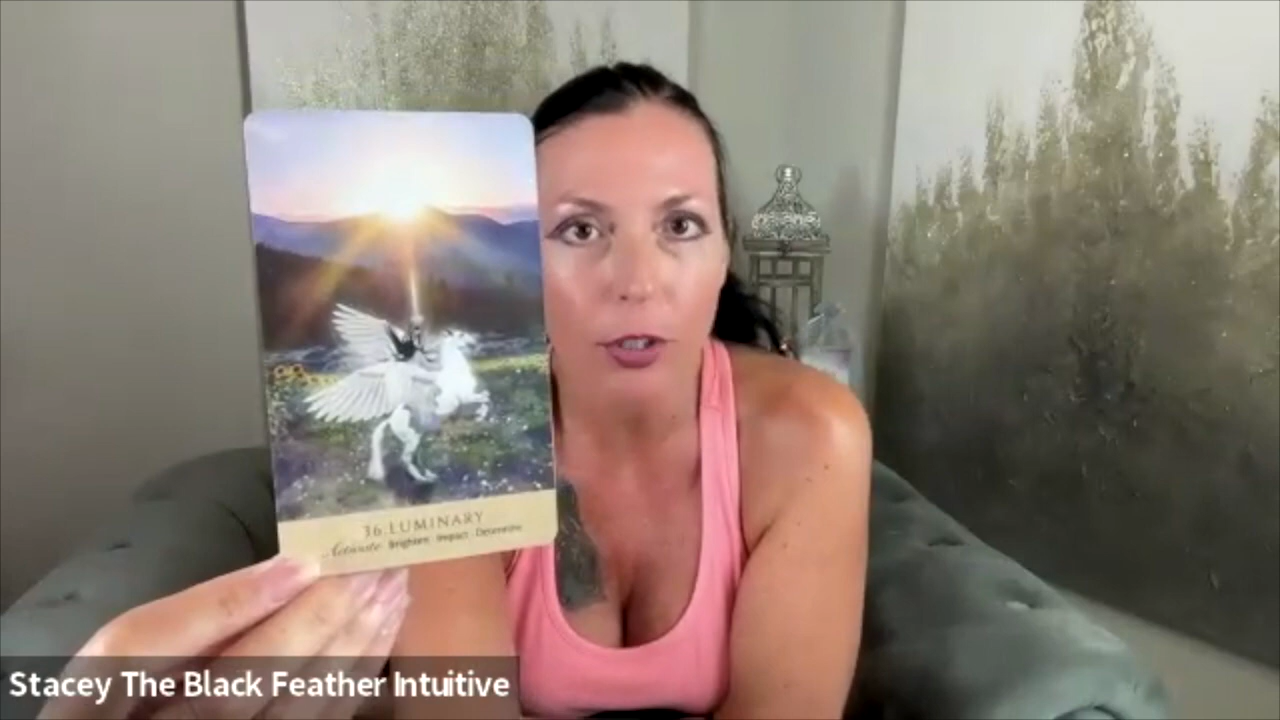 36 LUMINARY
Activate Brighten · Impact · Determine
Stacey The Black Feather Intuitive